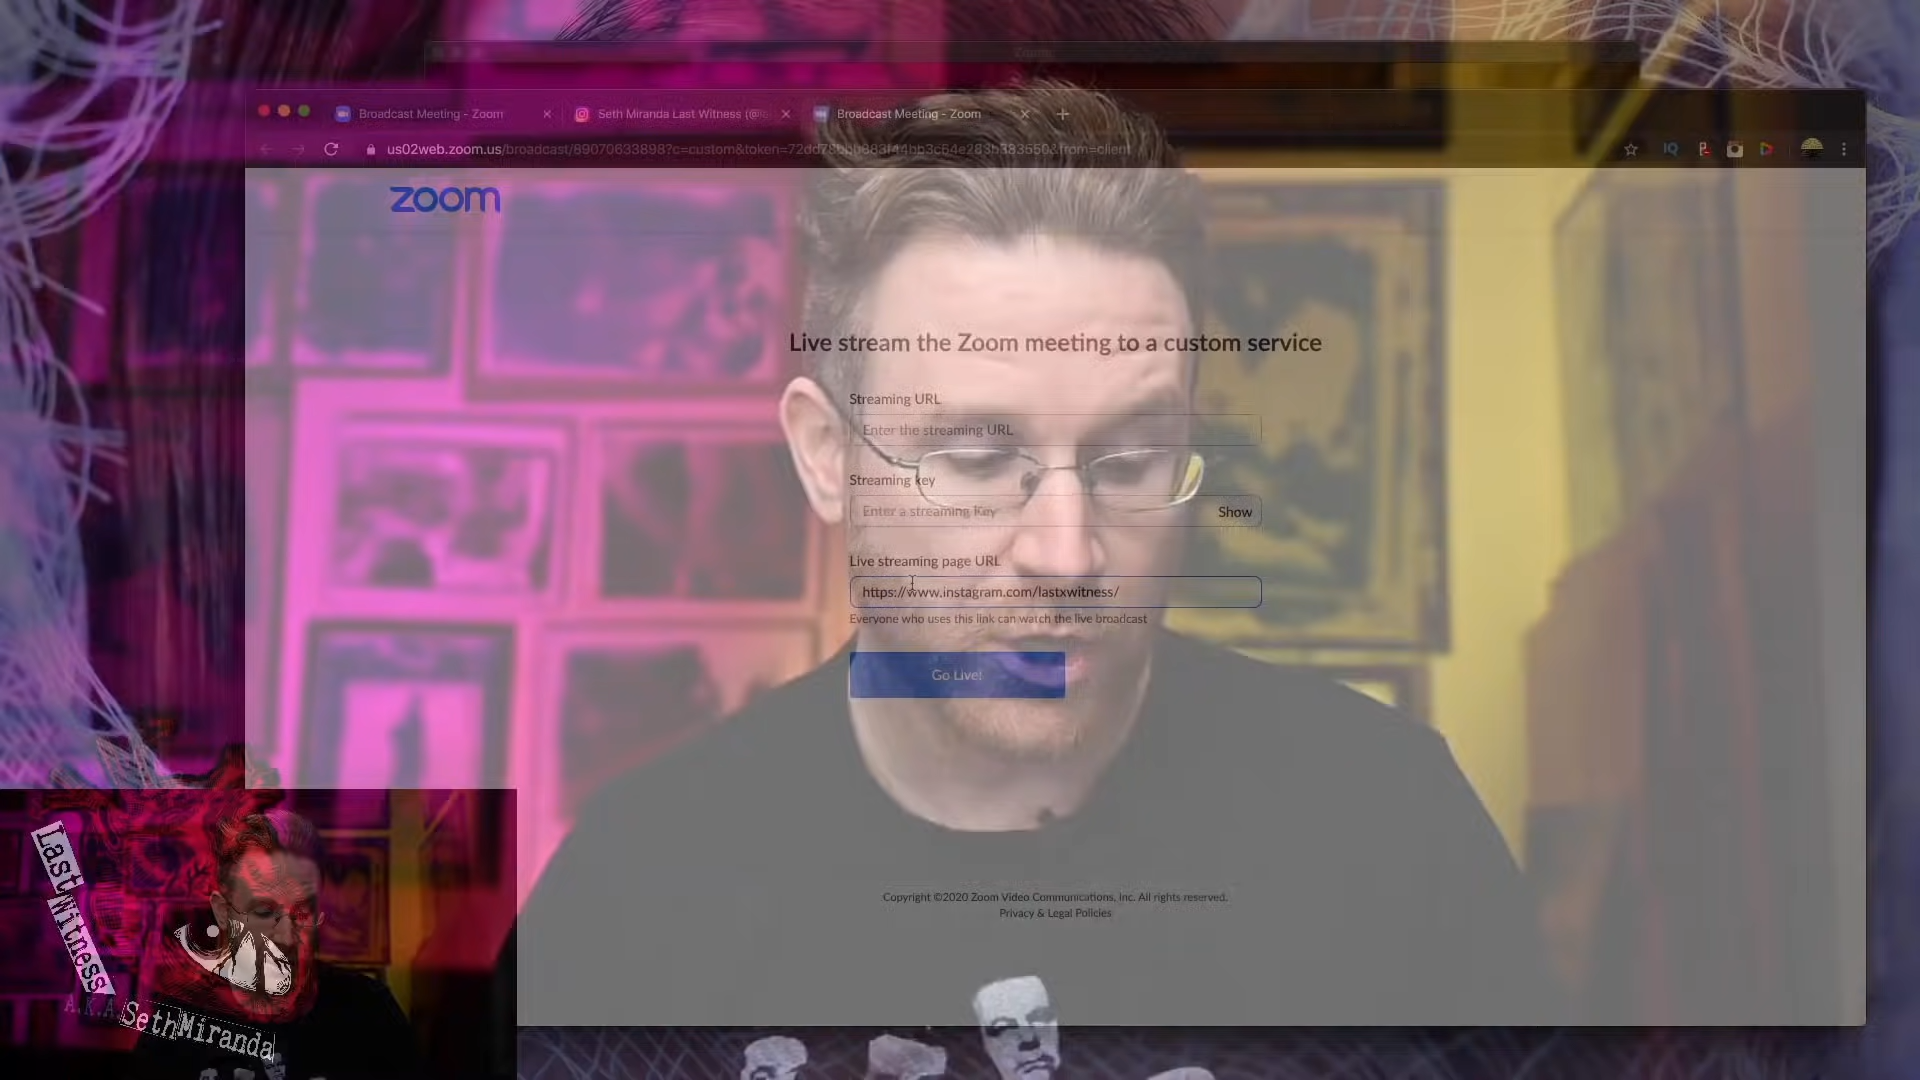 Broadcast Meeting - Zoom
Seth Miranda Last Witness (@
Broadcast Meeting - Zoom
zoom
Live stream the Zoom meeting to a custom service
Streaming URL
Enter the streaming URL
Streaming key
Enter a streaming Key
Show
Live streaming page URL
https://www.instagram.com/lastxwitness/
Everyone who uses this link can watch the live broadcast
Go Live!
Copyright ©2020 Zoom Video Communications, Inc. All rights reserved.
Privacy & Legal Policies
Last Witness
A.K.A.
Seth Miranda